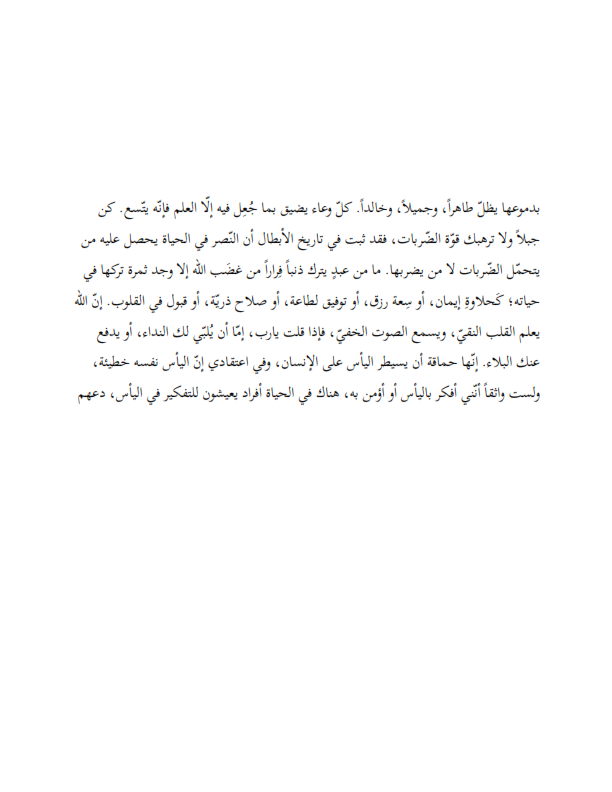 بدموعها يظلّ طاهراً، وجميلاً، وخالداً. كلّ وعاء يضيق بما جُعِل فيه إلّا العلم فإنّه يتّسع. كن
جبلاً ولا ترهبك قوّة الضّربات، فقد ثبت في تاريخ الأبطال أن النّصر في الحياة يحصل عليه من
يتحمّل الضّربات لا من يضربها. ما من عبدٍ يترك ذنباً فِراراً من غضَب الله إلا وجد ثمرة تركها في
حياته؛ كَحلاوةِ إيمان، أو سِعة رزق، أو توفيق لطاعة، أو صلاح ذريّة، أو قبول في القلوب. إنّ الله
يعلم القلب النقيّ، ويسمع الصوت الخفيّ، فإذا قلت يارب، إمّا أن يُلبّي لك النداء، أو يدفع
عنك البلاء. إنّها حماقة أن يسيطر اليأس على الإنسان، وفي اعتقادي إنّ اليأس نفسه خطيئة،
ولست واثقاً أنّني أفكر باليأس أو أؤمن به، هناك في الحياة أفراد يعيشون للتفكير في اليأس، دعهم